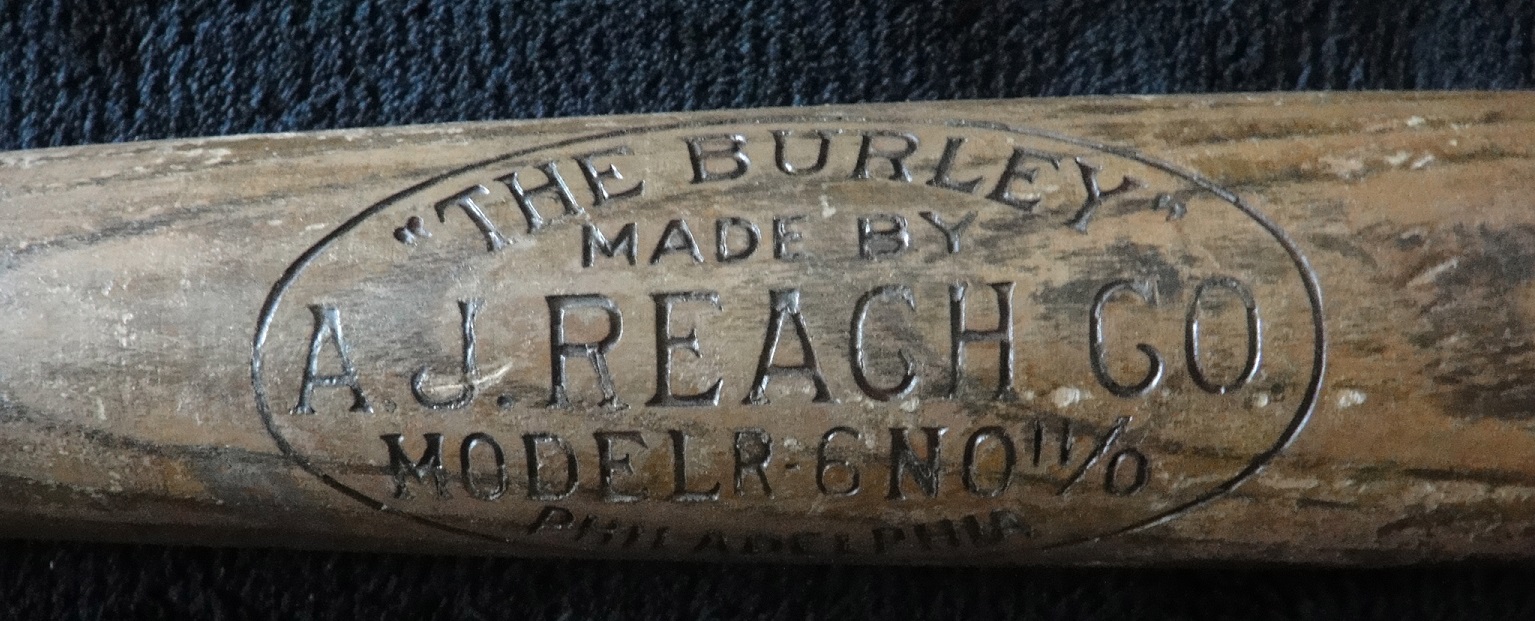 "THE BURLEY"
MADE BY
A.J. REACH CO.
MODEL R-6 NO 11/0
PHILADELPHIA